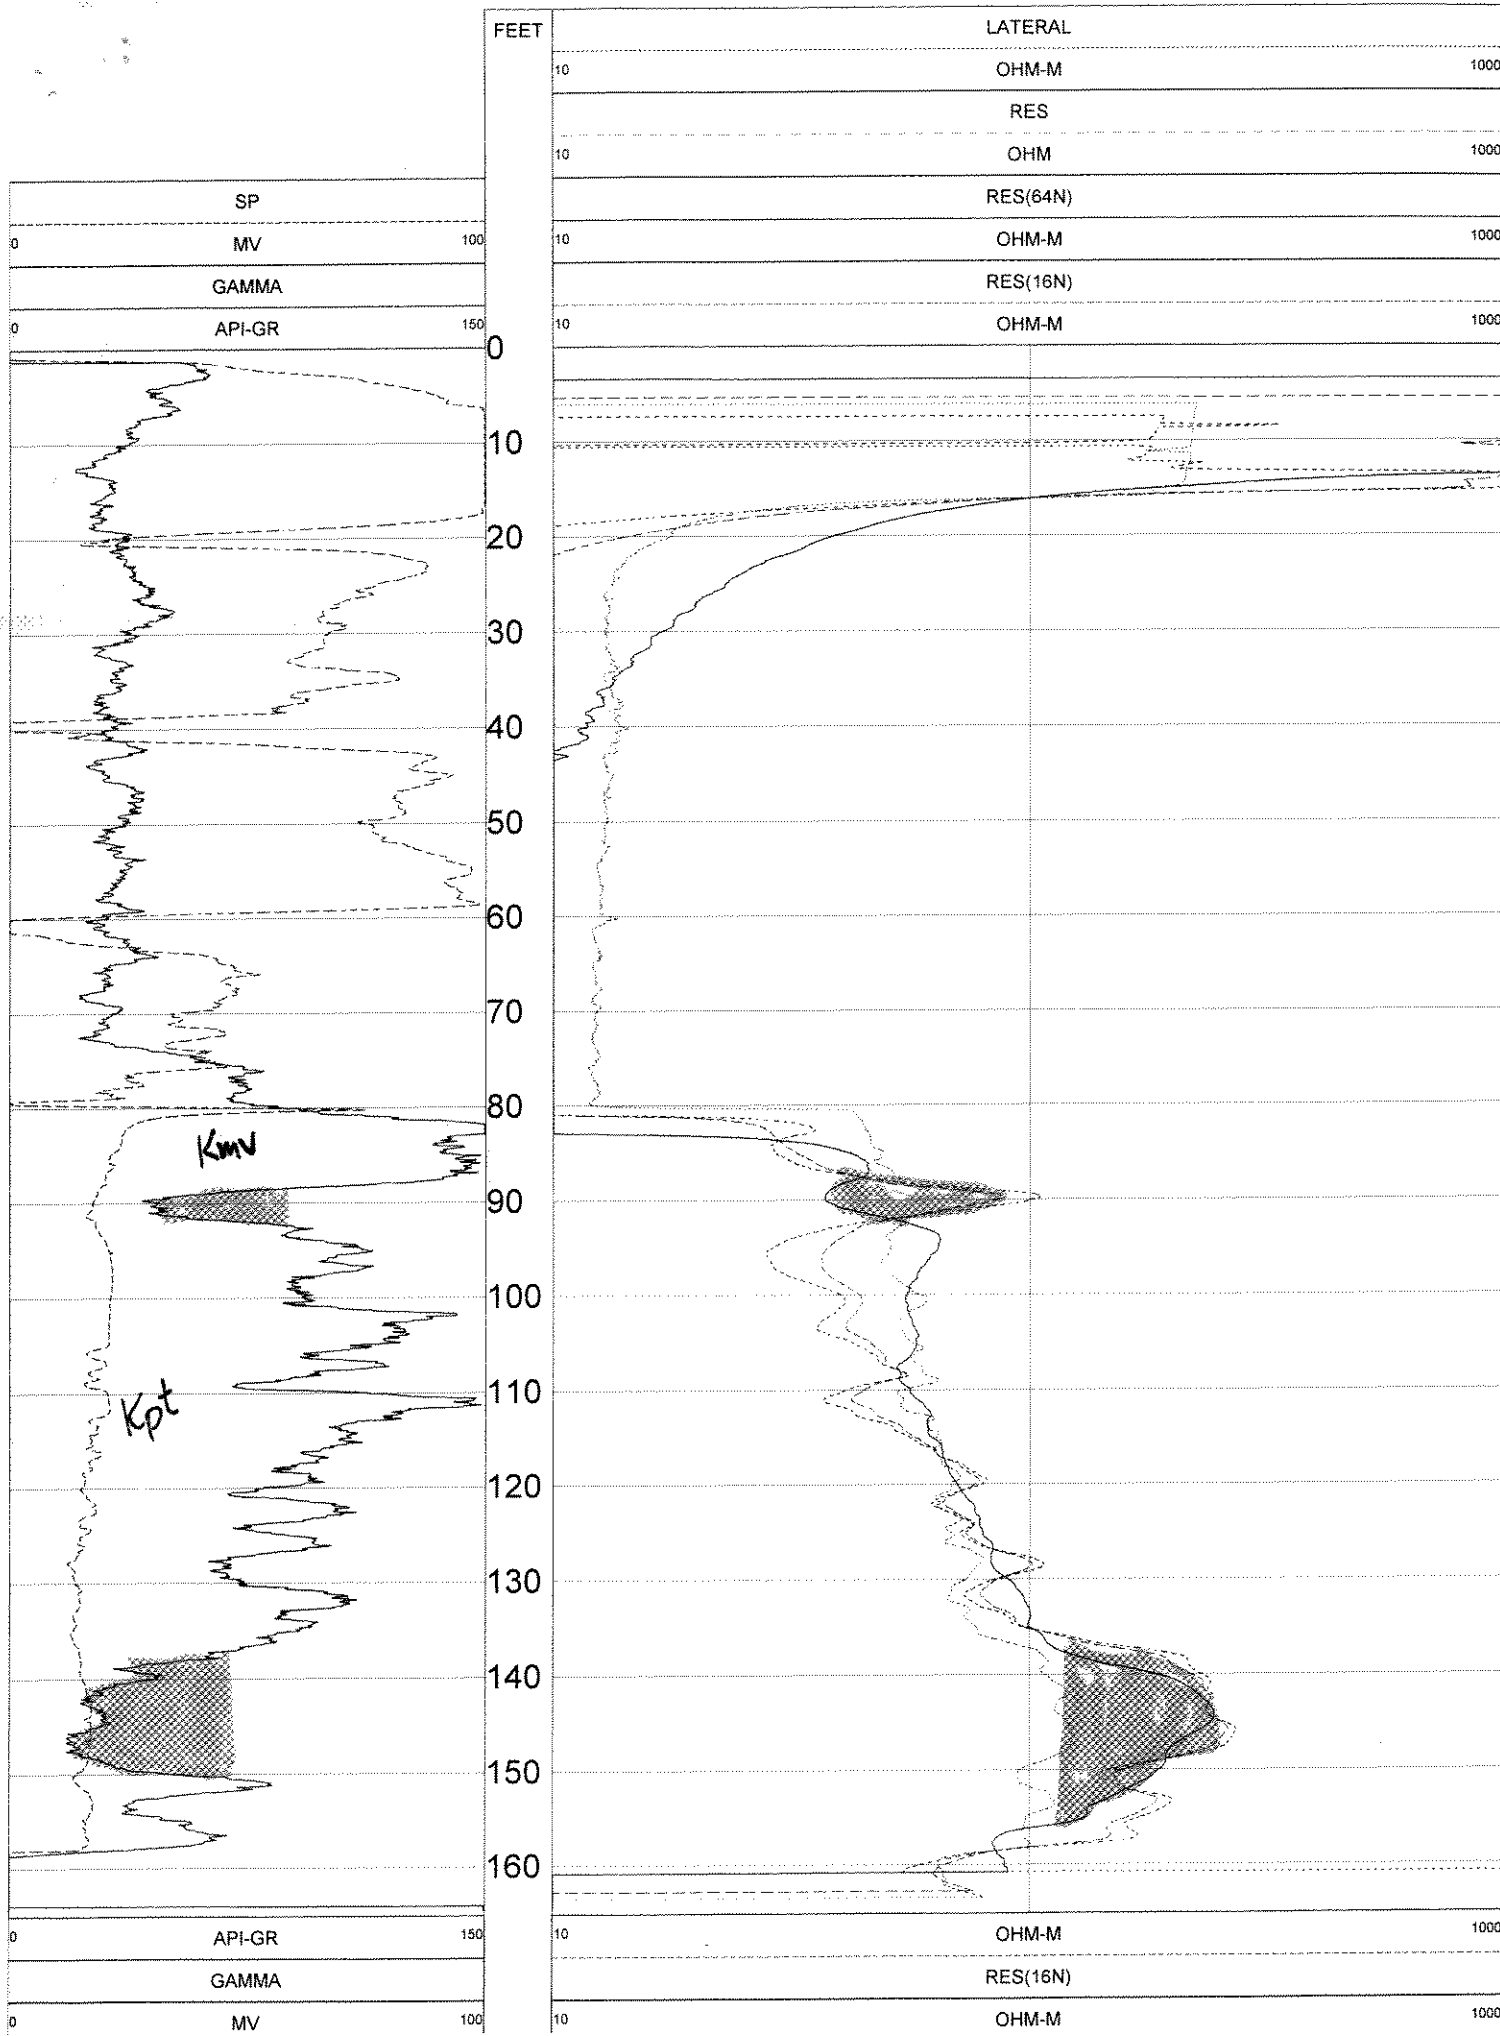 FEET
LATERAL
10 OHM-M 1000
RES
10 OHM 1000
SP
RES(64N)
0 MV 100
10 OHM-M 1000
GAMMA
RES(16N)
0 API-GR 150
10 OHM-M 1000
0
10
20
30
40
50
60
70
80
Kmv
90
100
110
Kpt
120
130
140
150
160
0 API-GR 150
10 OHM-M 1000
GAMMA
RES(16N)
0 MV 100
10 OHM-M 1000